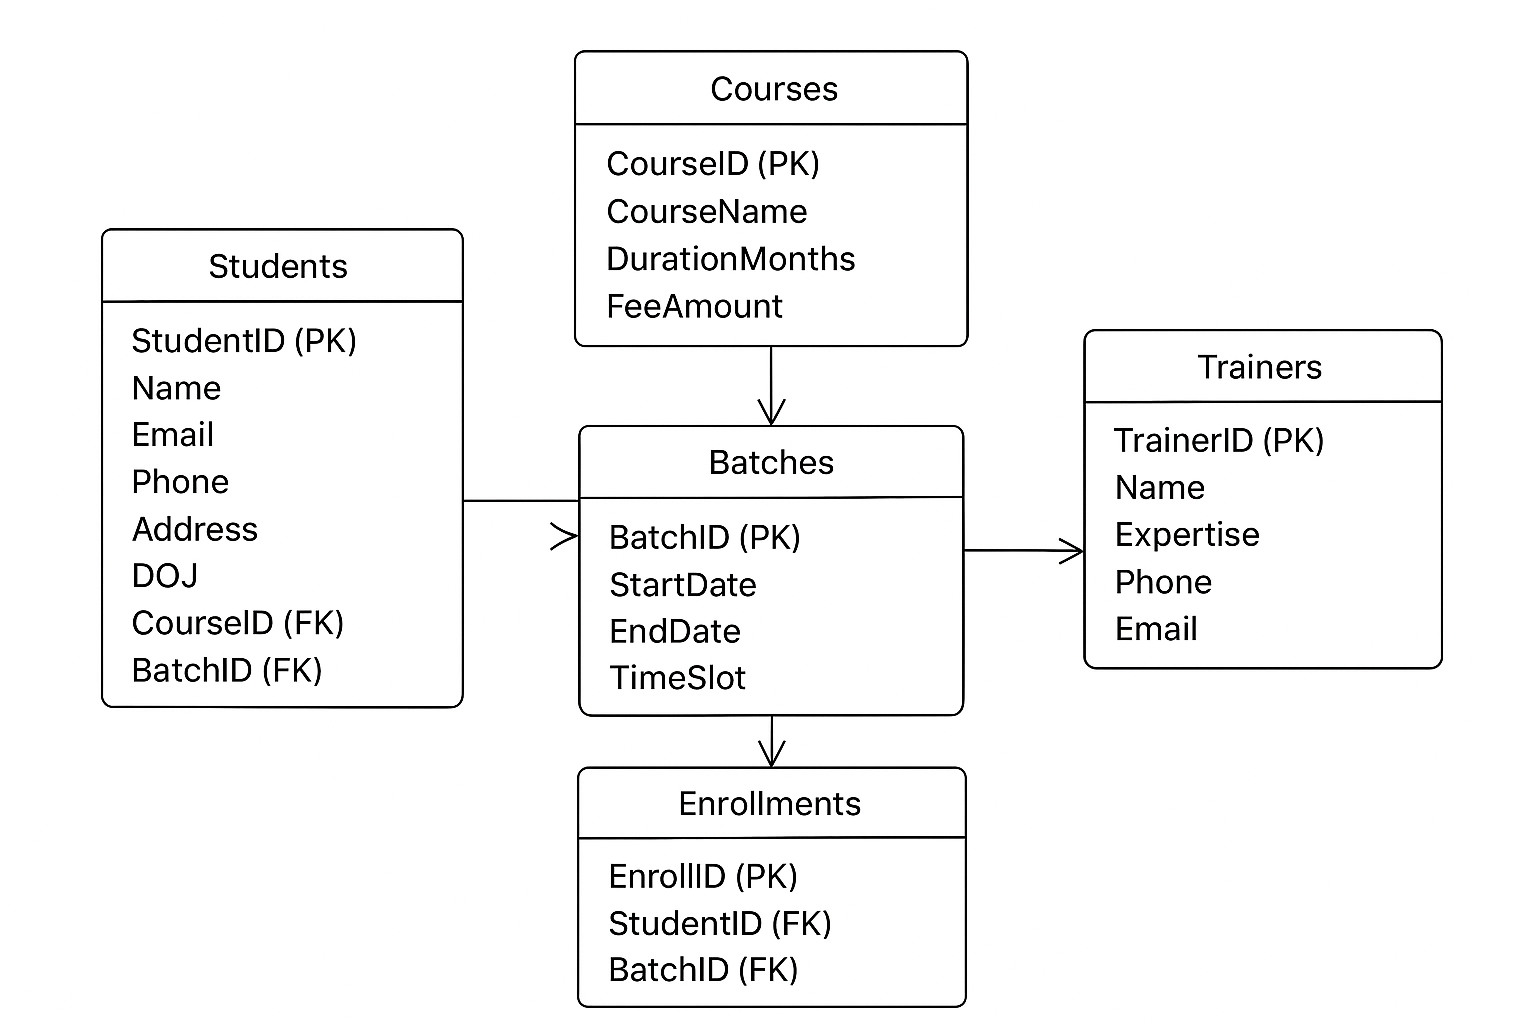 Courses
CourseID (PK)
CourseName
DurationMonths
FeeAmount
Students
StudentID (PK)
Name
Email
Phone
Address
DOJ
CourseID (FK)
BatchID (FK)
Batches
BatchID (PK)
StartDate
EndDate
TimeSlot
Trainers
TrainerID (PK)
Name
Expertise
Phone
Email
Enrollments
EnrollID (PK)
StudentID (FK)
BatchID (FK)